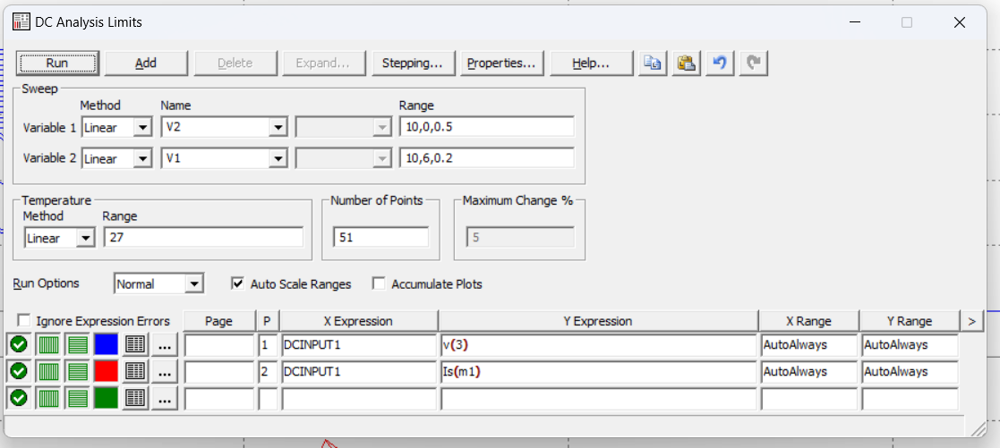 DC Analysis Limits
Run Add Delete Expand... Stepping... Properties... Help...
Sweep
Method Name Range
Variable 1 Linear V2 10,0,0.5
Variable 2 Linear V1 10,6,0.2
Temperature Number of Points Maximum Change %
Method Range
Linear 27 51 5
Run Options Normal Auto Scale Ranges Accumulate Plots
Ignore Expression Errors Page P X Expression Y Expression X Range Y Range >
... 1 DCINPUT1 v(3) AutoAlways AutoAlways
... 2 DCINPUT1 Is(m1) AutoAlways AutoAlways
...